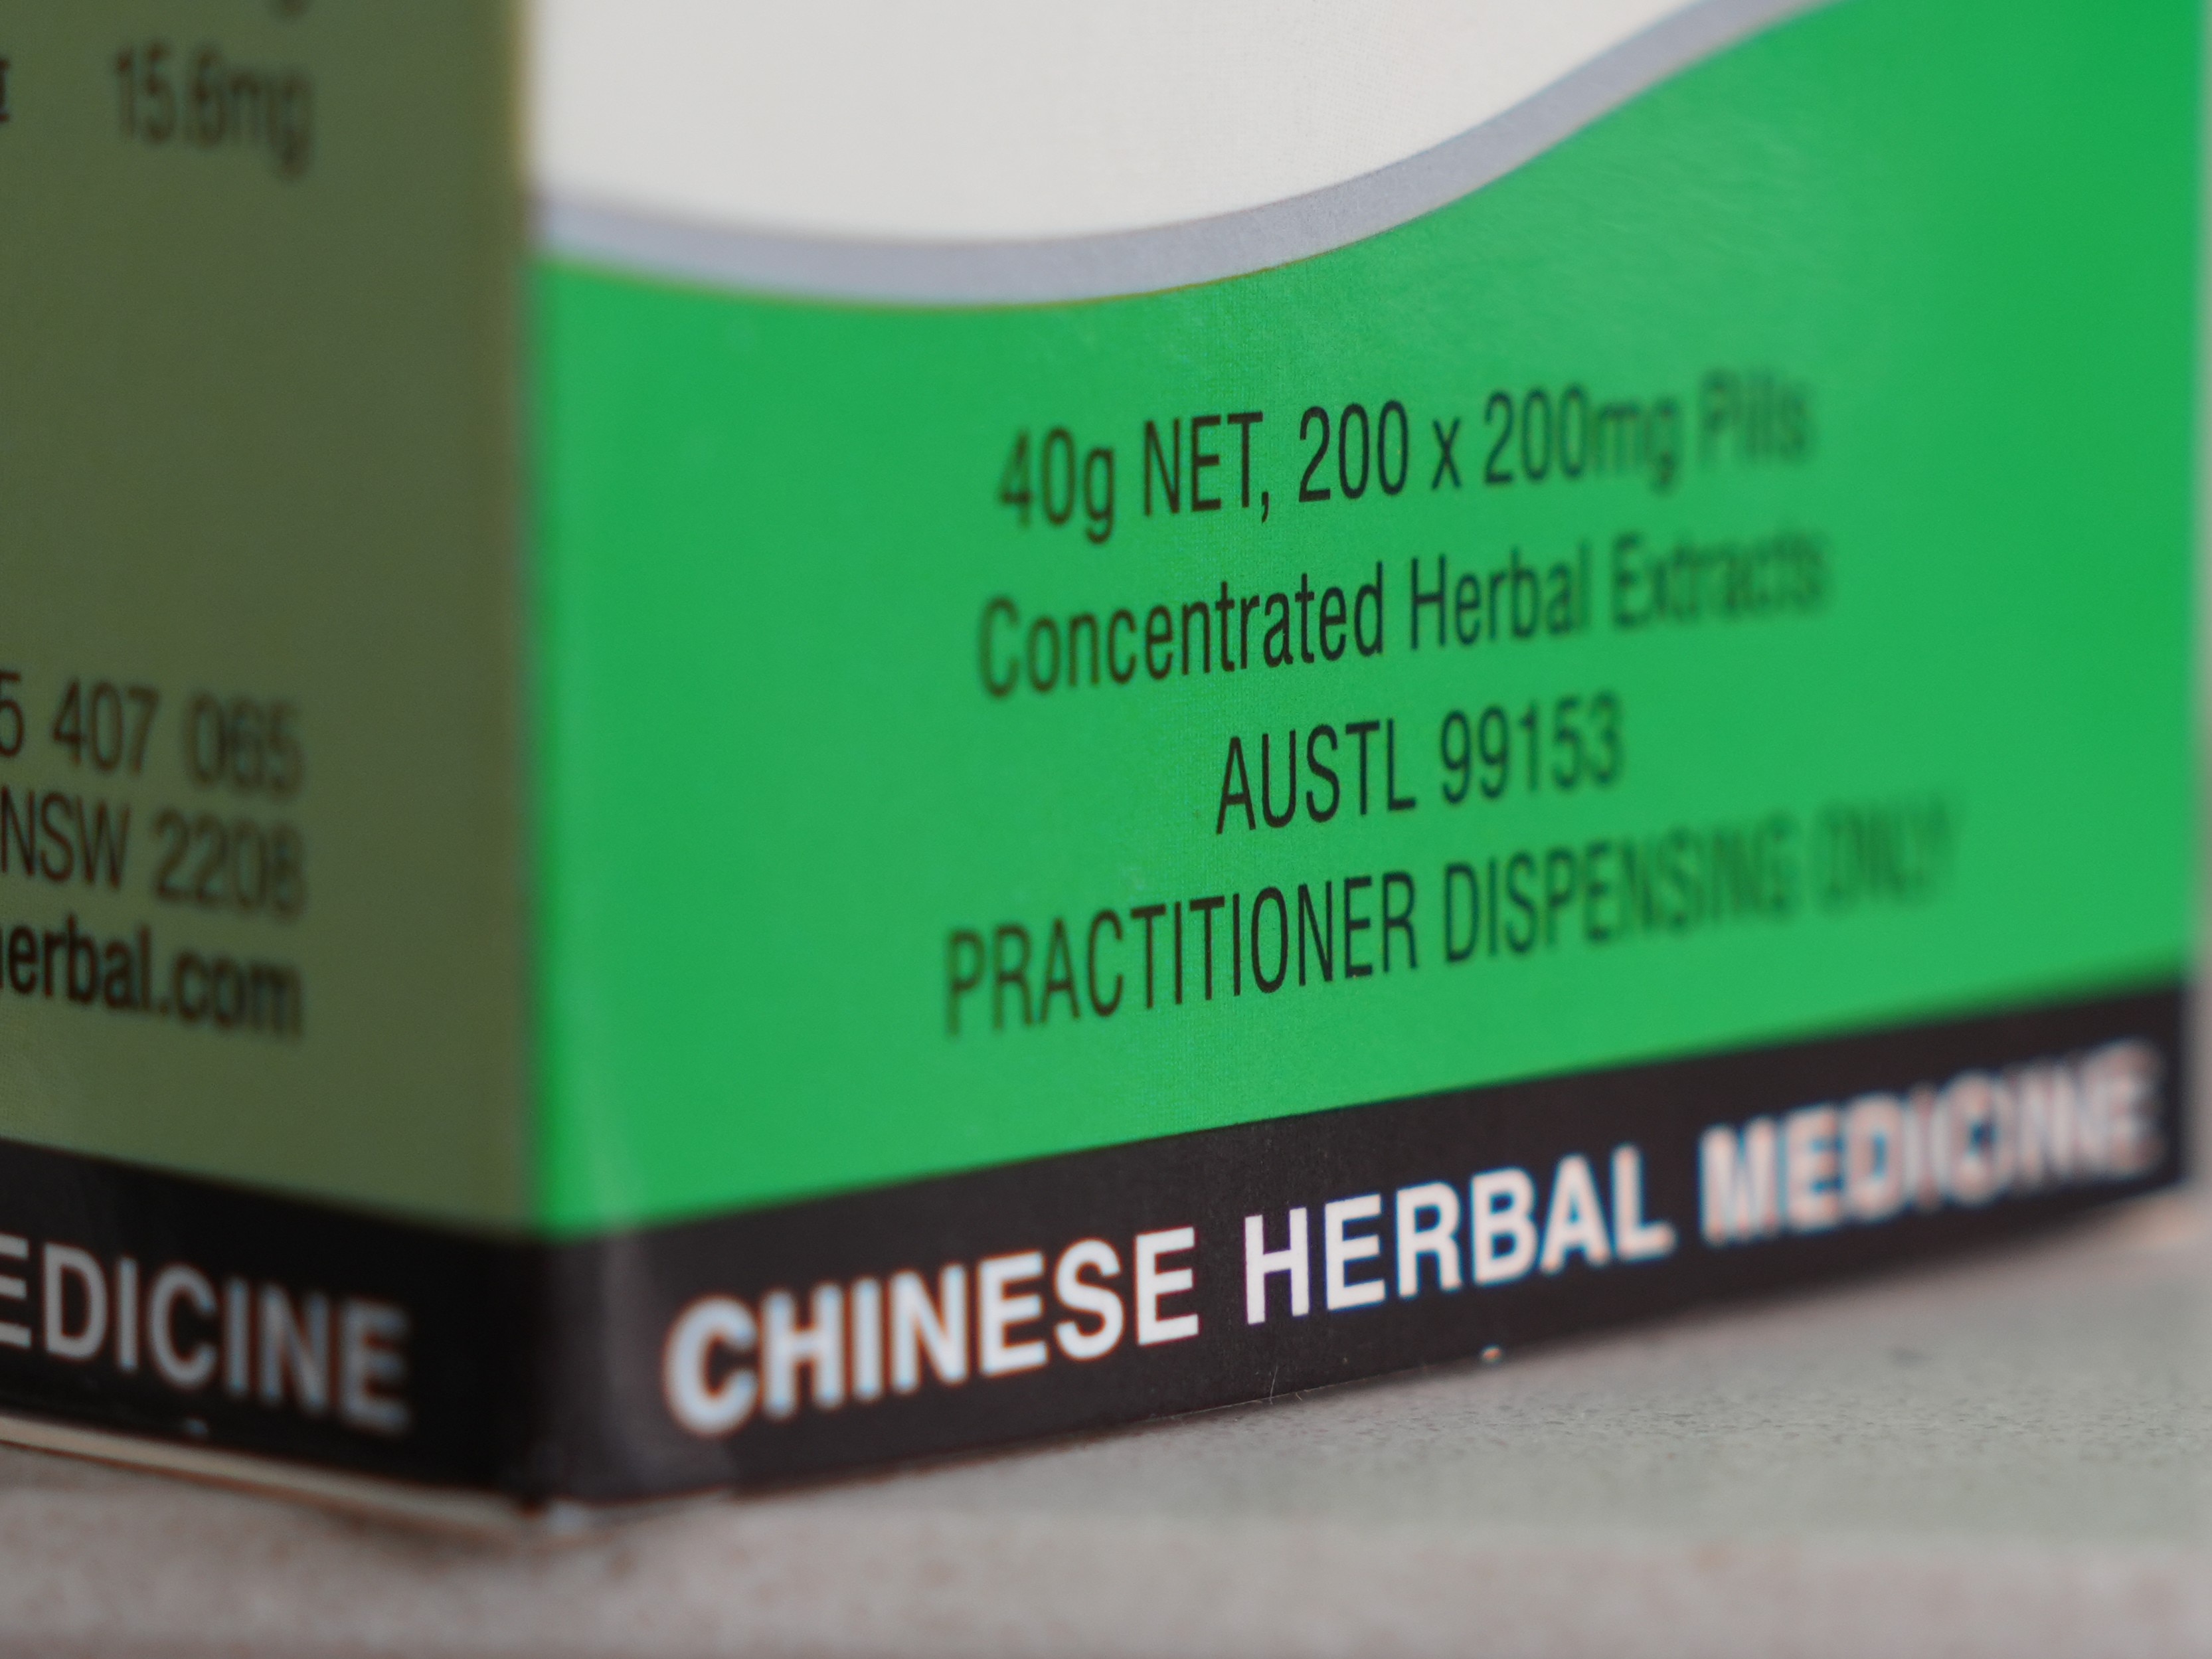 15.6mg
5 407 065
NSW 2208
erbal.com
EDICINE
40g NET, 200 x 200mg Pills
Concentrated Herbal Extracts
AUSTL 99153
PRACTITIONER DISPENSING ONLY
CHINESE HERBAL MEDICINE